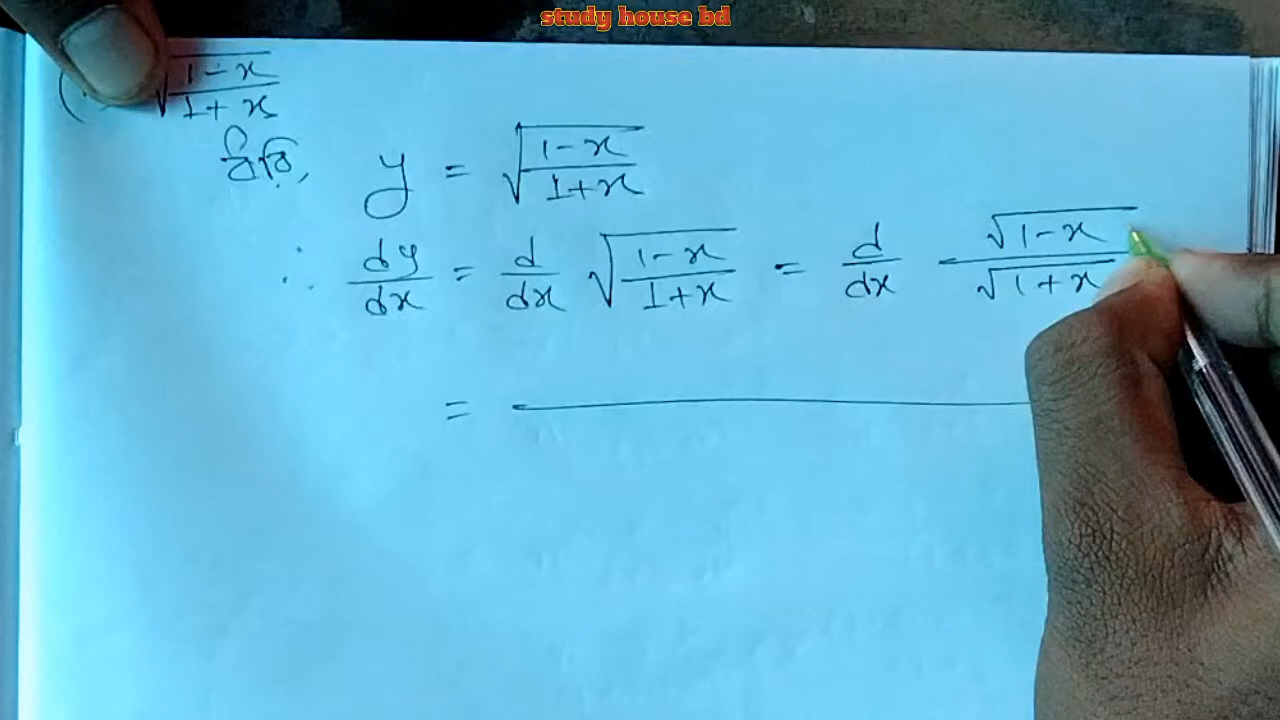 study house bd
√(1-x)/(1+x)
ধরি, y = √(1-x)/(1+x)
∴ dy/dx = d/dx √(1-x)/(1+x) = d/dx √(1-x)/√(1+x)
=